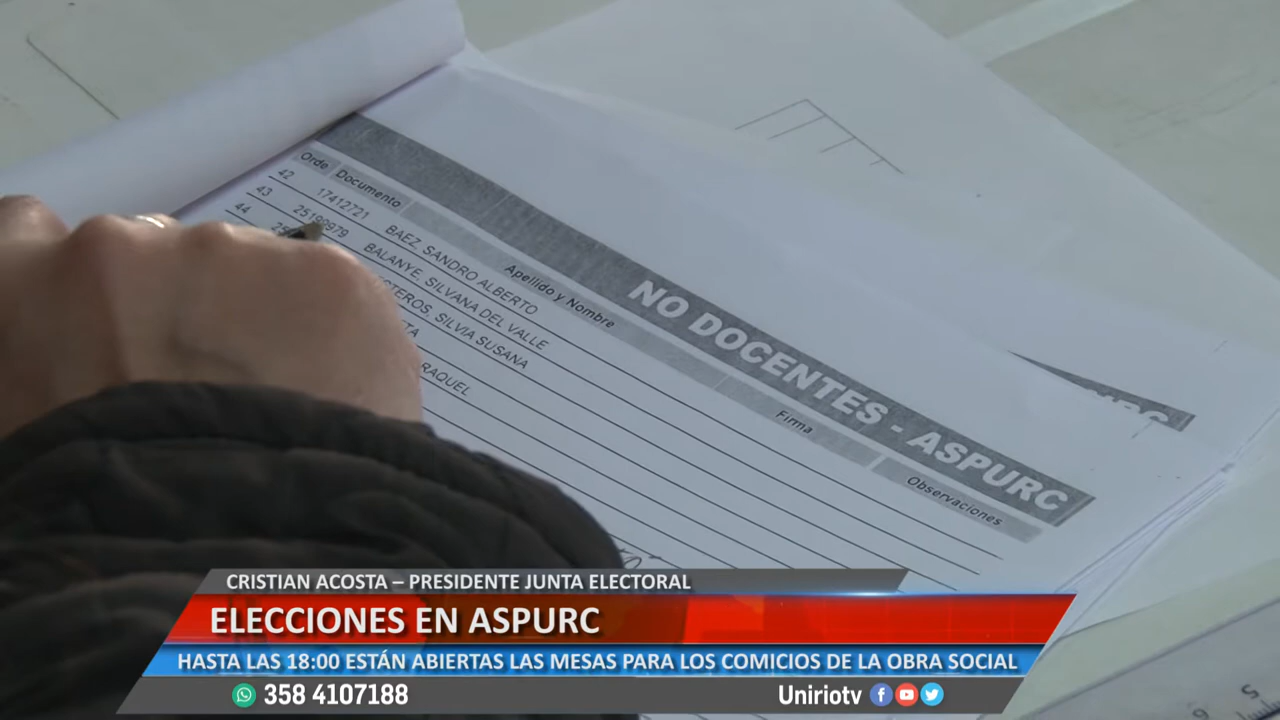 NO DOCENTES - ASPURC
Orde Documento Apellido y Nombre Firma Observaciones
42 17412721 BAEZ, SANDRO ALBERTO
43 25199979 BALANYE, SILVANA DEL VALLE
44 SILVIA SUSANA
RAQUEL
CRISTIAN ACOSTA – PRESIDENTE JUNTA ELECTORAL
ELECCIONES EN ASPURC
HASTA LAS 18:00 ESTÁN ABIERTAS LAS MESAS PARA LOS COMICIOS DE LA OBRA SOCIAL
358 4107188 Uniriotv